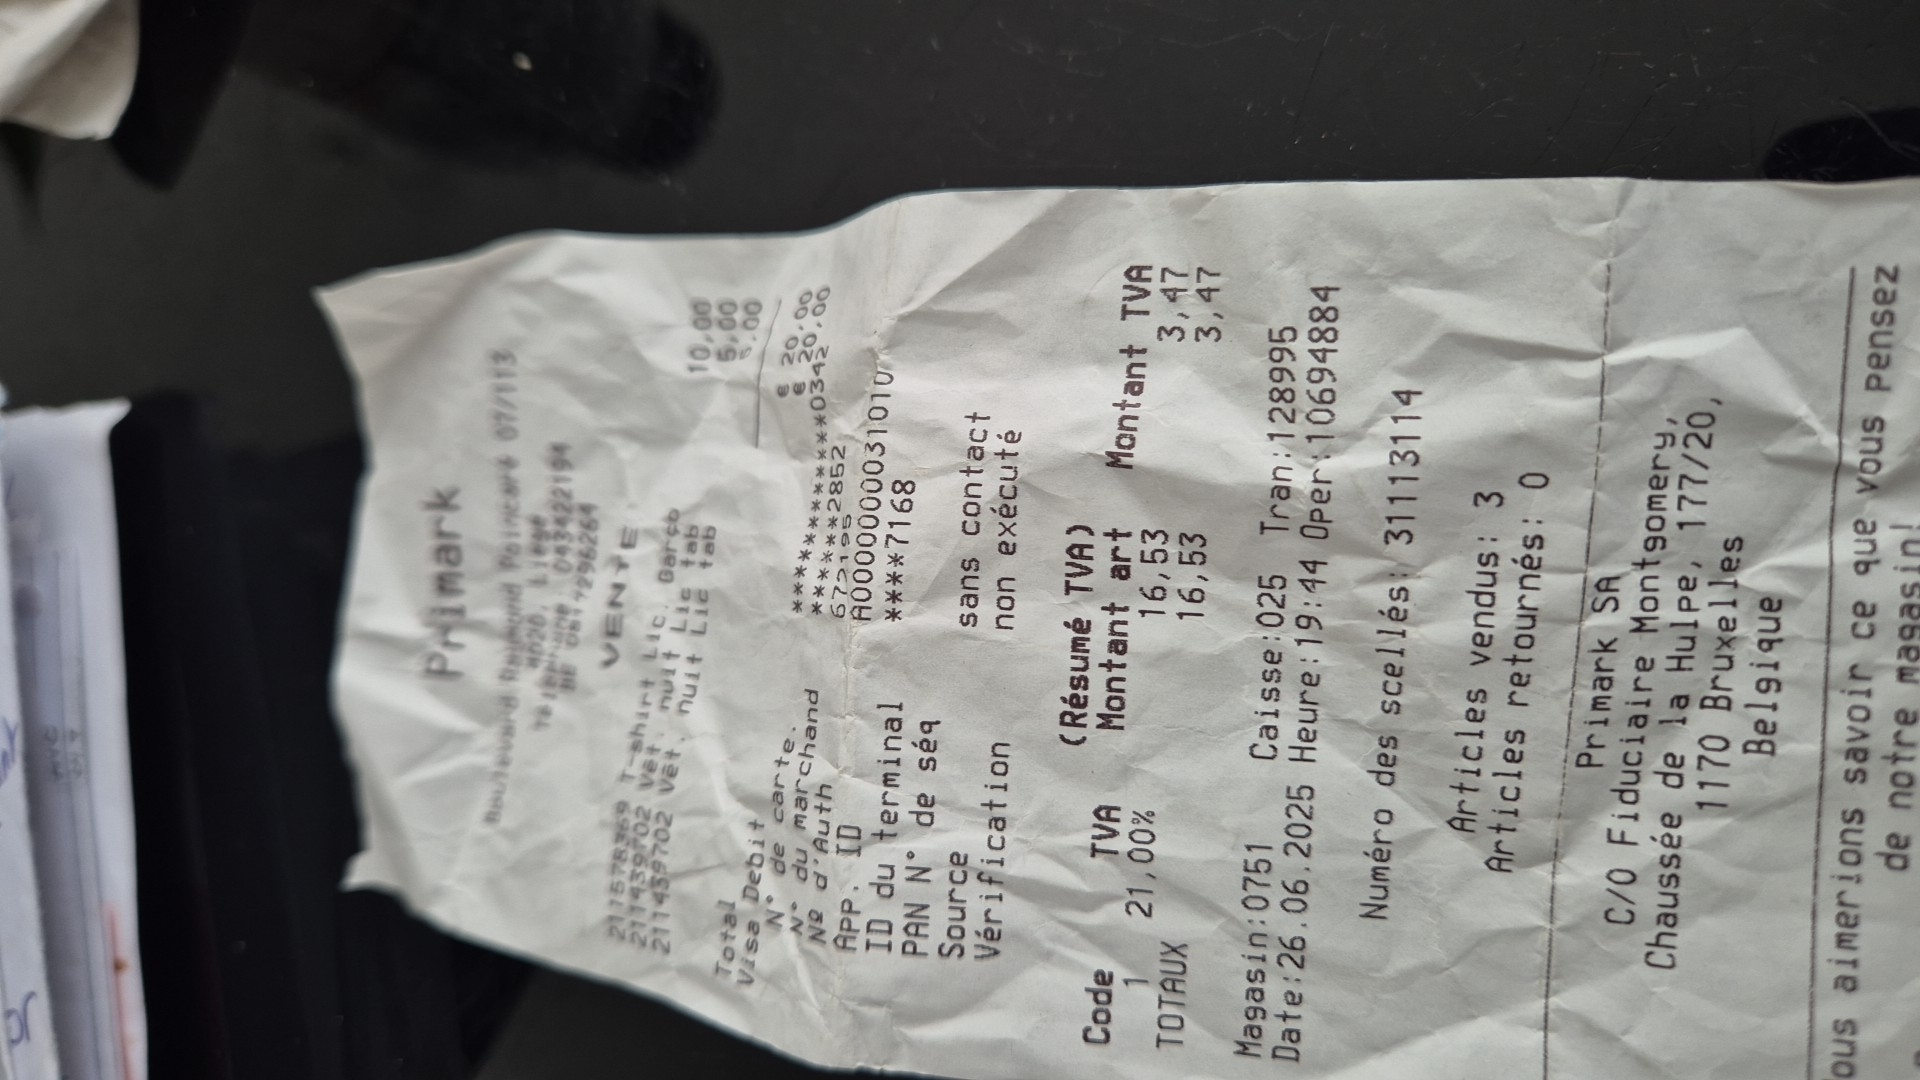 Primark
Boulevard Raimond Poincaré 07/113
4020, Liège
Téléphone: 043422194
VENTE
T-shirt Lic. Garço 10,00
211439702 Vêt. nuit Lic tab 5,00
211439702 Vêt. nuit Lic tab 5,00
Total € 20,00
Visa Debit € 20,00
N° de carte. ************0342
N° du marchand ******2852
Nº d'Auth 672195
App. ID A0000000031010
ID du terminal ****7168
PAN N° de séq
Source sans contact
Vérification non exécuté
(Résumé TVA)
Code TVA Montant art Montant TVA
1 21,00% 16,53 3,47
TOTAUX 16,53 3,47
Magasin:0751 Caisse:025 Tran:128995
Date:26.06.2025 Heure:19:44 Oper:10694884
Numéro des scellés: 311113114
Articles vendus: 3
Articles retournés: 0
Primark SA
C/O Fiduciaire Montgomery,
Chaussée de la Hulpe, 177/20,
1170 Bruxelles
Belgique
ous aimerions savoir ce que vous pensez
de notre magasin!